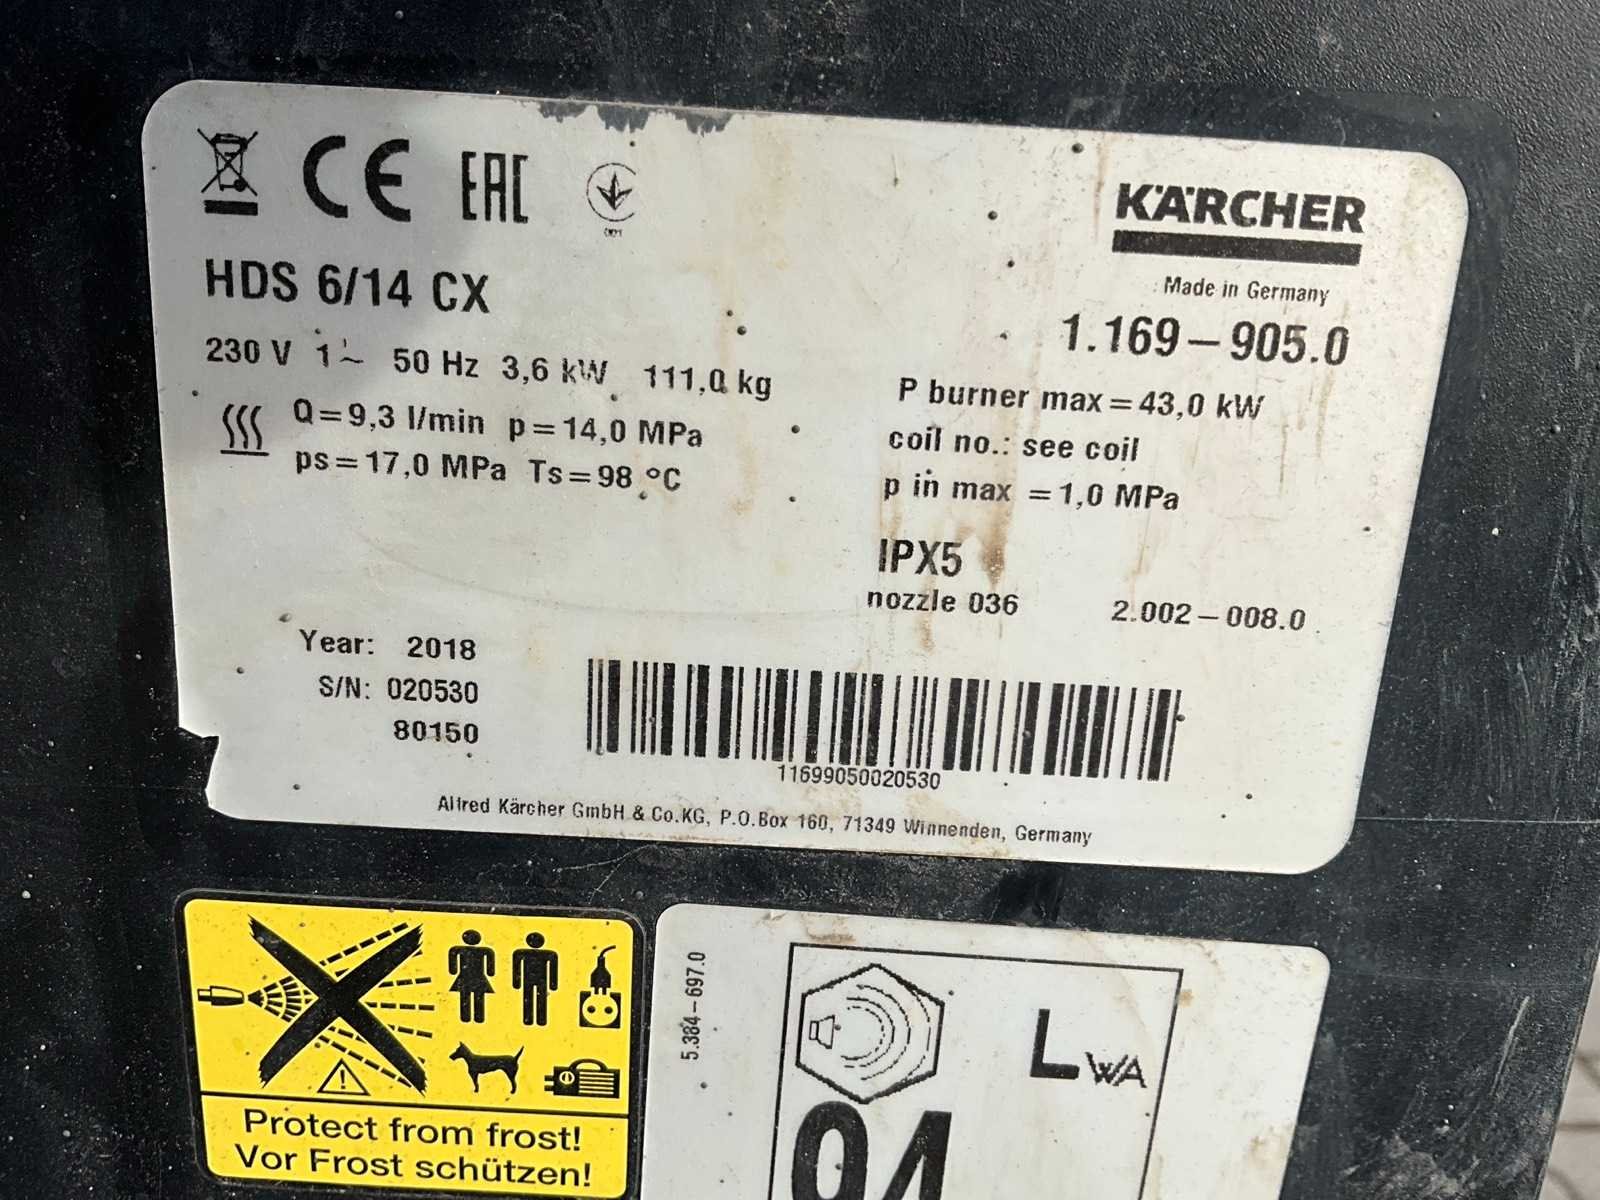 CE EAC
KÄRCHER
Made in Germany
HDS 6/14 CX
1.169-905.0
230 V 1~ 50 Hz 3,6 kW 111,0 kg
Q=9,3 l/min p=14,0 MPa
ps=17,0 MPa Ts=98 °C
P burner max=43,0 kW
coil no.: see coil
p in max =1,0 MPa
IPX5
nozzle 036 2.002-008.0
Year: 2018
S/N: 020530
80150
11699050020530
Alfred Kärcher GmbH & Co.KG, P.O.Box 160, 71349 Winnenden, Germany
Protect from frost!
Vor Frost schützen!
5.384-697.0
LWA